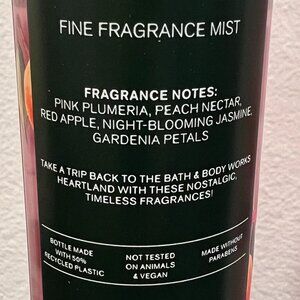 FINE FRAGRANCE MIST
FRAGRANCE NOTES:
PINK PLUMERIA, PEACH NECTAR,
RED APPLE, NIGHT-BLOOMING JASMINE,
GARDENIA PETALS
TAKE A TRIP BACK TO THE BATH & BODY WORKS
HEARTLAND WITH THESE NOSTALGIC,
TIMELESS FRAGRANCES!
BOTTLE MADE
WITH 50%
RECYCLED PLASTIC
NOT TESTED
ON ANIMALS
& VEGAN
MADE WITHOUT
PARABENS